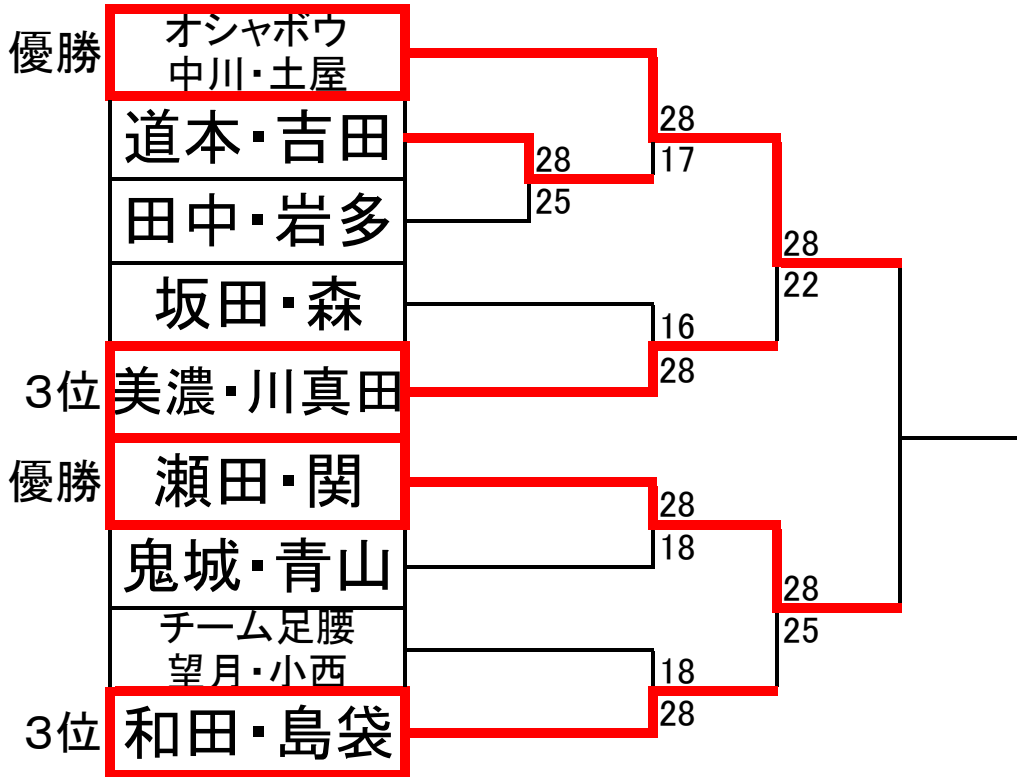 優勝
オシャボウ
中川・土屋
道本・吉田
田中・岩多
坂田・森
3位
美濃・川真田
優勝
瀬田・関
鬼城・青山
チーム足腰
望月・小西
3位
和田・島袋
28
25
28
17
16
28
28
22
28
18
18
28
28
25